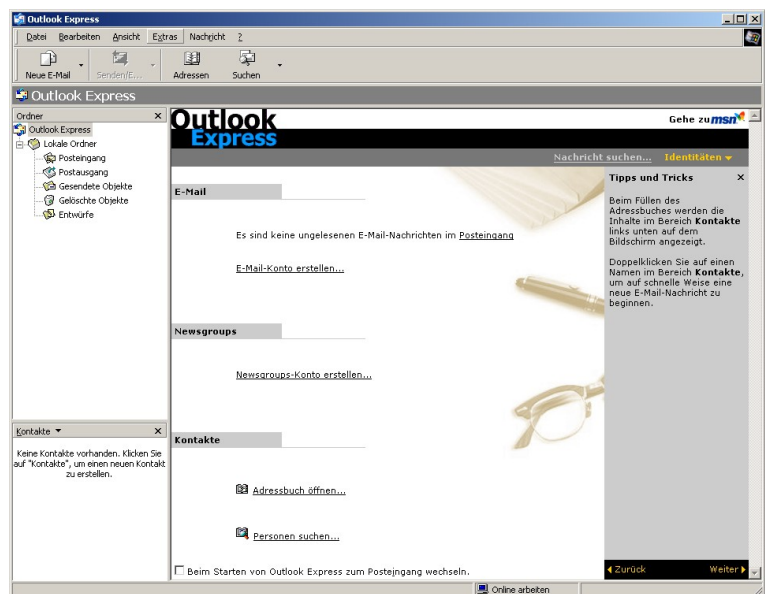 Outlook Express
Datei Bearbeiten Ansicht Extras Nachricht ?
Neue E-Mail Senden/E... Adressen Suchen
Outlook Express
Ordner
Outlook Express
Lokale Ordner
Posteingang
Postausgang
Gesendete Objekte
Gelöschte Objekte
Entwürfe
Kontakte
Keine Kontakte vorhanden. Klicken Sie
auf "Kontakte", um einen neuen Kontakt
zu erstellen.
Outlook
Express
Gehe zu msn
Nachricht suchen... Identitäten
E-Mail
Es sind keine ungelesenen E-Mail-Nachrichten im Posteingang
E-Mail-Konto erstellen...
Newsgroups
Newsgroups-Konto erstellen...
Kontakte
Adressbuch öffnen...
Personen suchen...
Beim Starten von Outlook Express zum Posteingang wechseln.
Tipps und Tricks
Beim Füllen des
Adressbuches werden die
Inhalte im Bereich Kontakte
links unten auf dem
Bildschirm angezeigt.
Doppelklicken Sie auf einen
Namen im Bereich Kontakte,
um auf schnelle Weise eine
neue E-Mail-Nachricht zu
beginnen.
Zurück Weiter
Online arbeiten